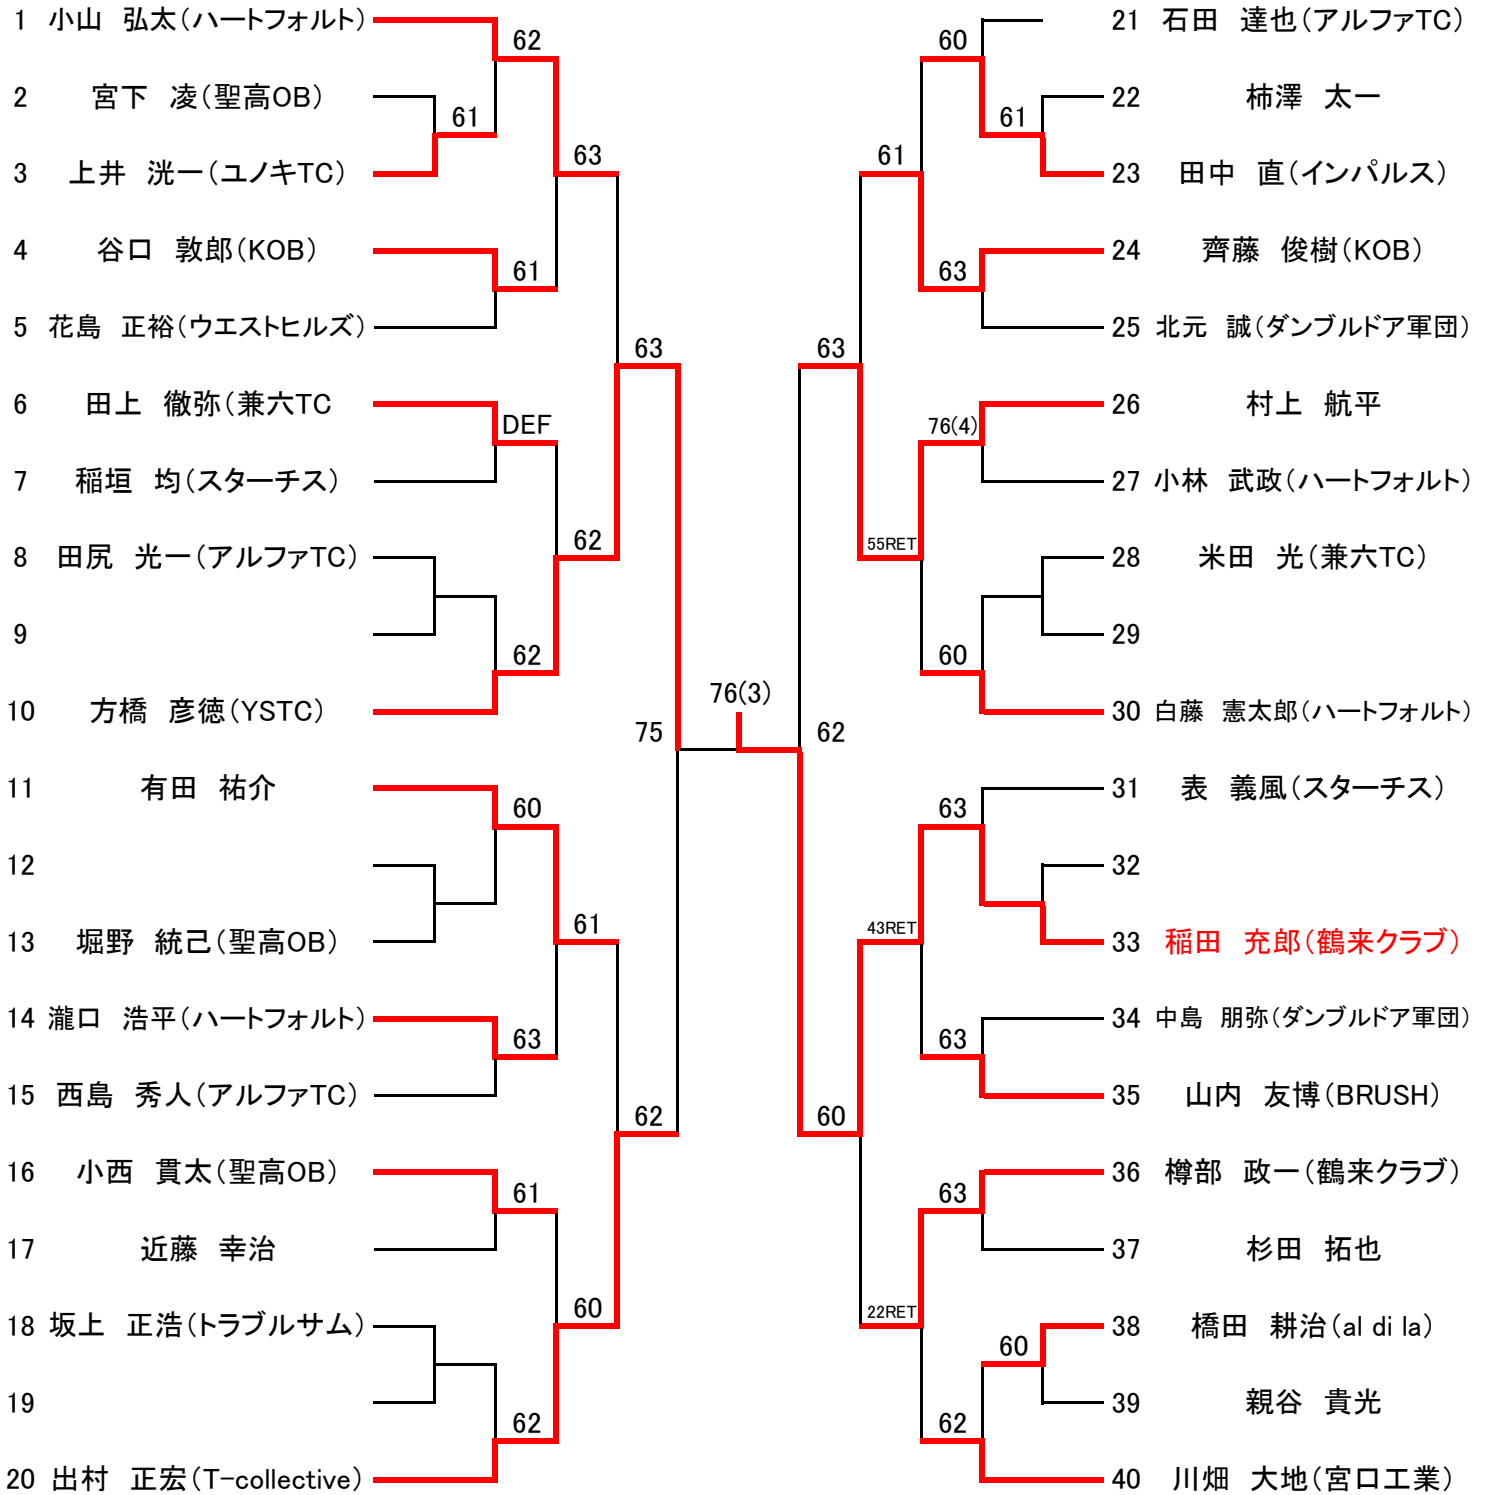 1 小山 弘太(ハートフォルト)
2 宮下 凌(聖高OB)
3 上井 洸一(ユノキTC)
4 谷口 敦郎(KOB)
5 花島 正裕(ウエストヒルズ)
6 田上 徹弥(兼六TC
7 稲垣 均(スターチス)
8 田尻 光一(アルファTC)
9
10 方橋 彦徳(YSTC)
11 有田 祐介
12
13 堀野 統己(聖高OB)
14 瀧口 浩平(ハートフォルト)
15 西島 秀人(アルファTC)
16 小西 貫太(聖高OB)
17 近藤 幸治
18 坂上 正浩(トラブルサム)
19
20 出村 正宏(T-collective)
62
61
61
DEF
62
60
63
61
62
63
62
61
60
63
62
75
76(3)
62
63
60
61
55RET
43RET
22RET
60
61
63
76(4)
60
63
63
63
60
62
21 石田 達也(アルファTC)
22 柿澤 太一
23 田中 直(インパルス)
24 齊藤 俊樹(KOB)
25 北元 誠(ダンブルドア軍団)
26 村上 航平
27 小林 武政(ハートフォルト)
28 米田 光(兼六TC)
29
30 白藤 憲太郎(ハートフォルト)
31 表 義風(スターチス)
32
33 稲田 充郎(鶴来クラブ)
34 中島 朋弥(ダンブルドア軍団)
35 山内 友博(BRUSH)
36 樽部 政一(鶴来クラブ)
37 杉田 拓也
38 橋田 耕治(al di la)
39 親谷 貴光
40 川畑 大地(宮口工業)